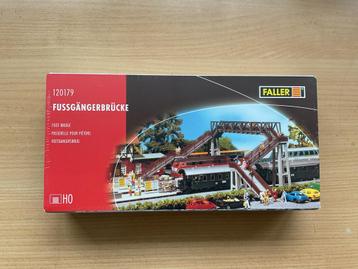 120179
FALLER
FUSSGÄNGERBRÜCKE
FOOT BRIDGE
PASSERELLE POUR PIÉTONS
VOETGANGERSBRUG
H0